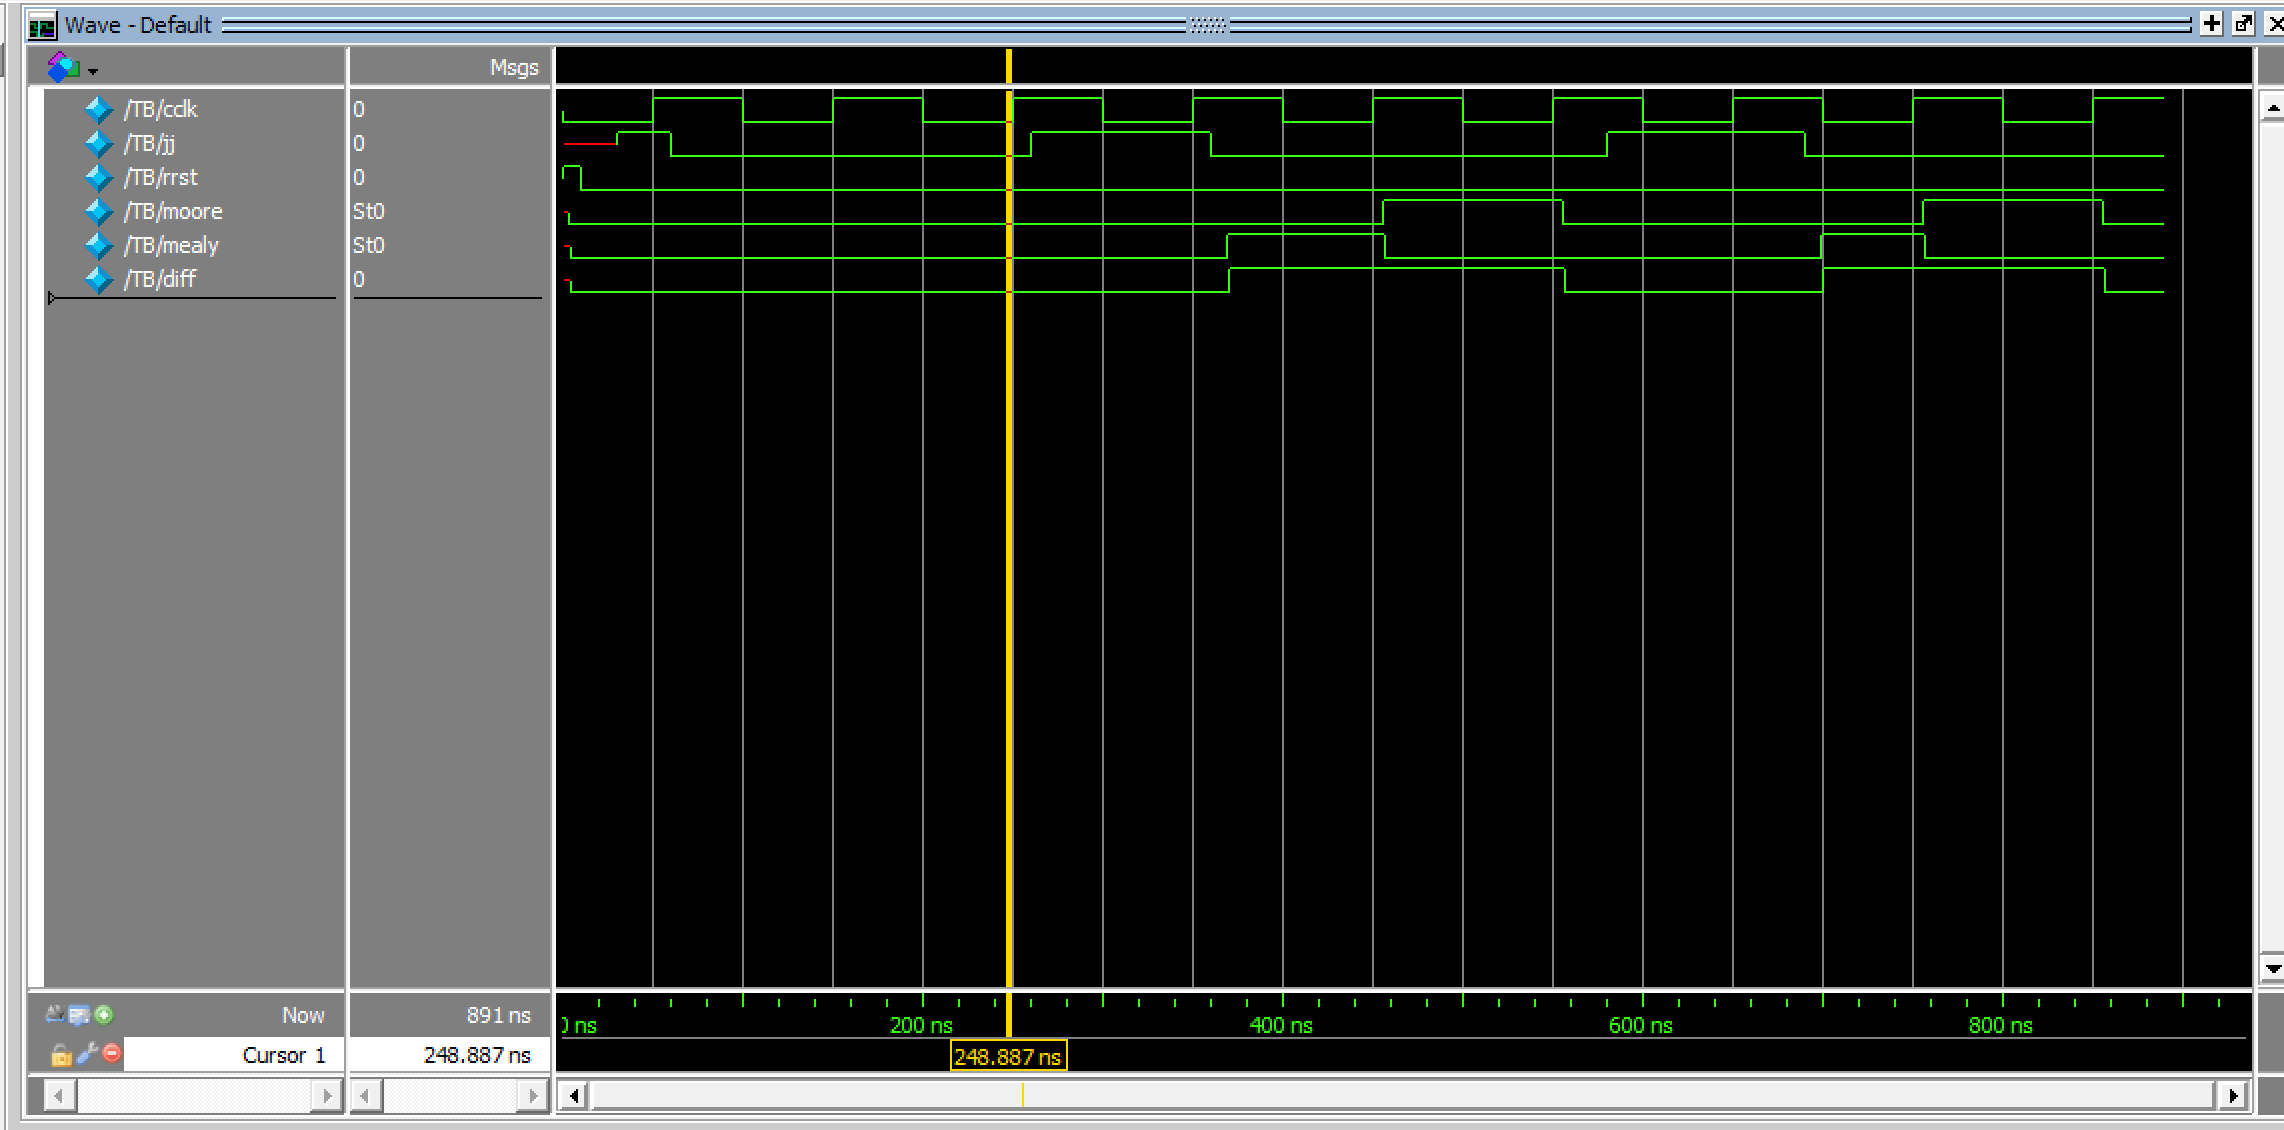 Wave - Default
Msgs
/TB/cclk 0
/TB/jj 0
/TB/rrst 0
/TB/moore St0
/TB/mealy St0
/TB/diff 0
Now 891 ns
0 ns 200 ns 400 ns 600 ns 800 ns
Cursor 1 248.887 ns 248.887 ns